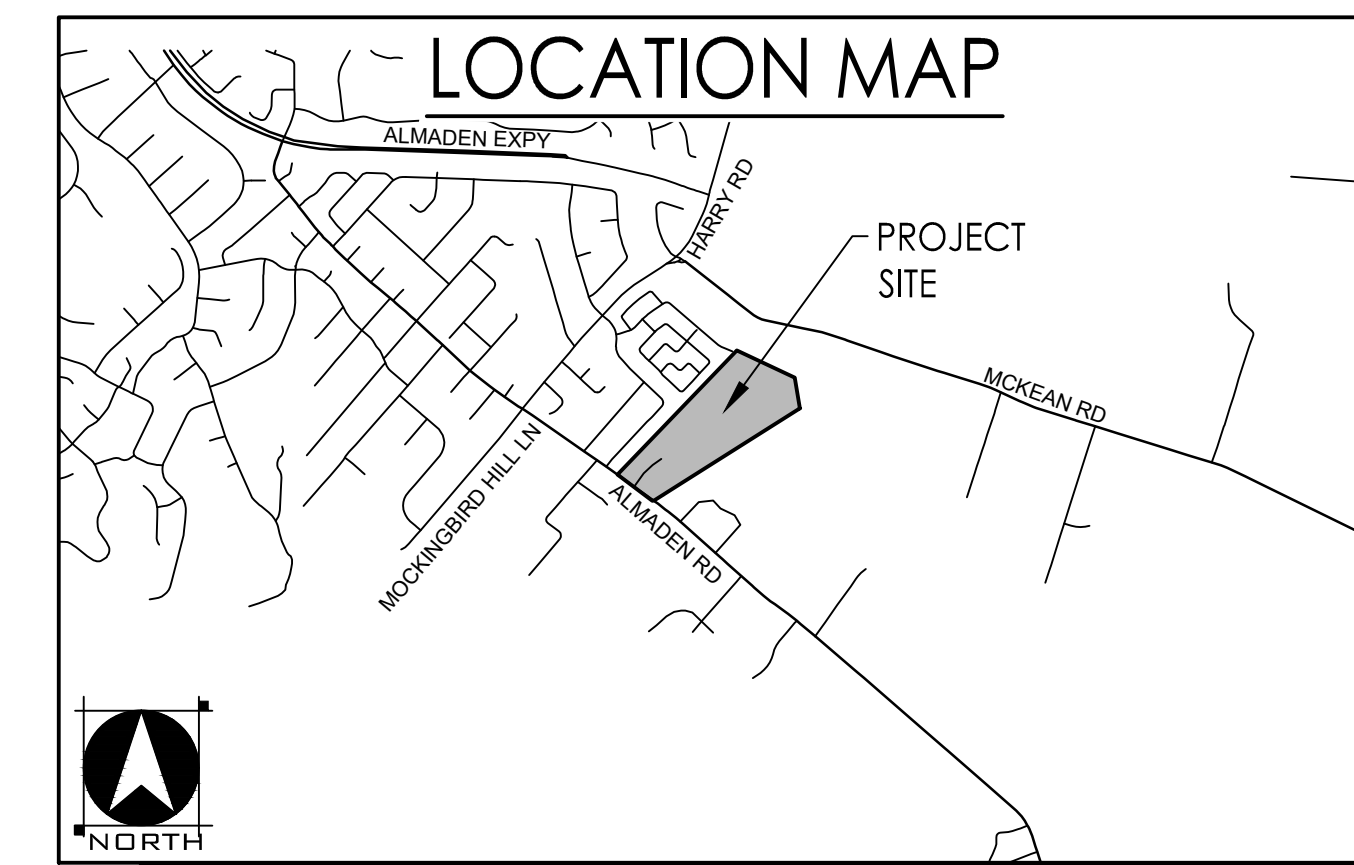 LOCATION MAP
ALMADEN EXPY
HARRY RD
PROJECT
SITE
MCKEAN RD
MOCKINGBIRD HILL LN
ALMADEN RD
NORTH